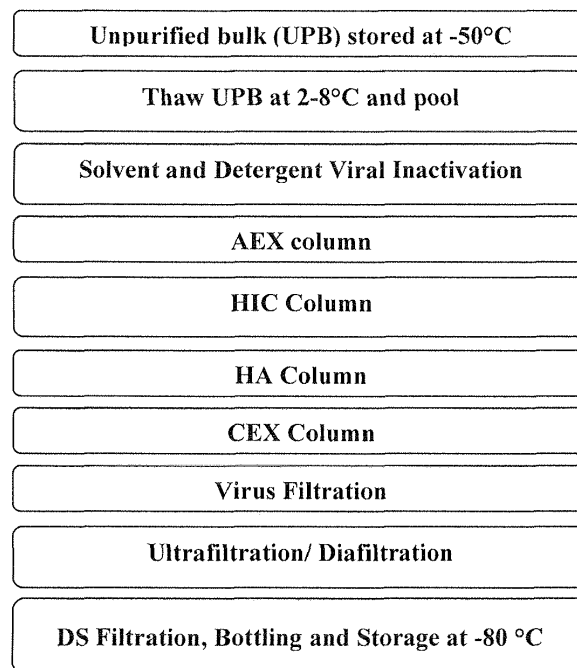 Unpurified bulk (UPB) stored at -50°C
Thaw UPB at 2-8°C and pool
Solvent and Detergent Viral Inactivation
AEX column
HIC Column
HA Column
CEX Column
Virus Filtration
Ultrafiltration/ Diafiltration
DS Filtration, Bottling and Storage at -80 °C